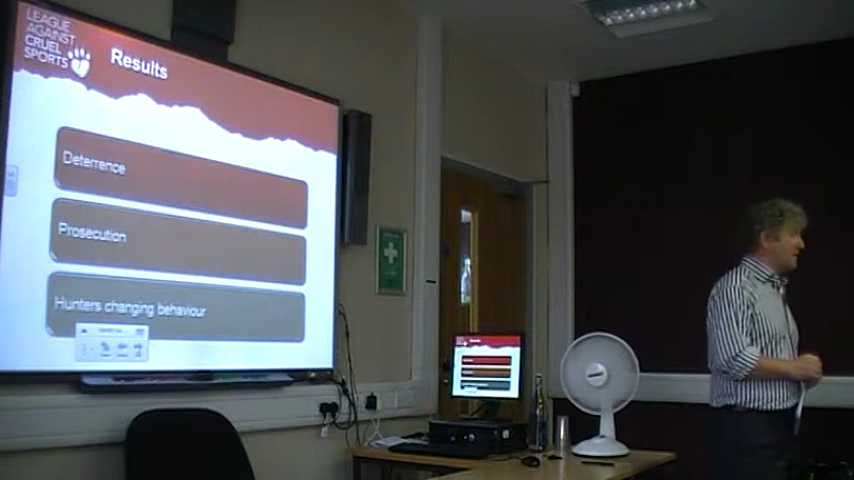 LEAGUE
AGAINST
CRUEL
SPORTS
Results
Deterrence
Prosecution
Hunters changing behaviour